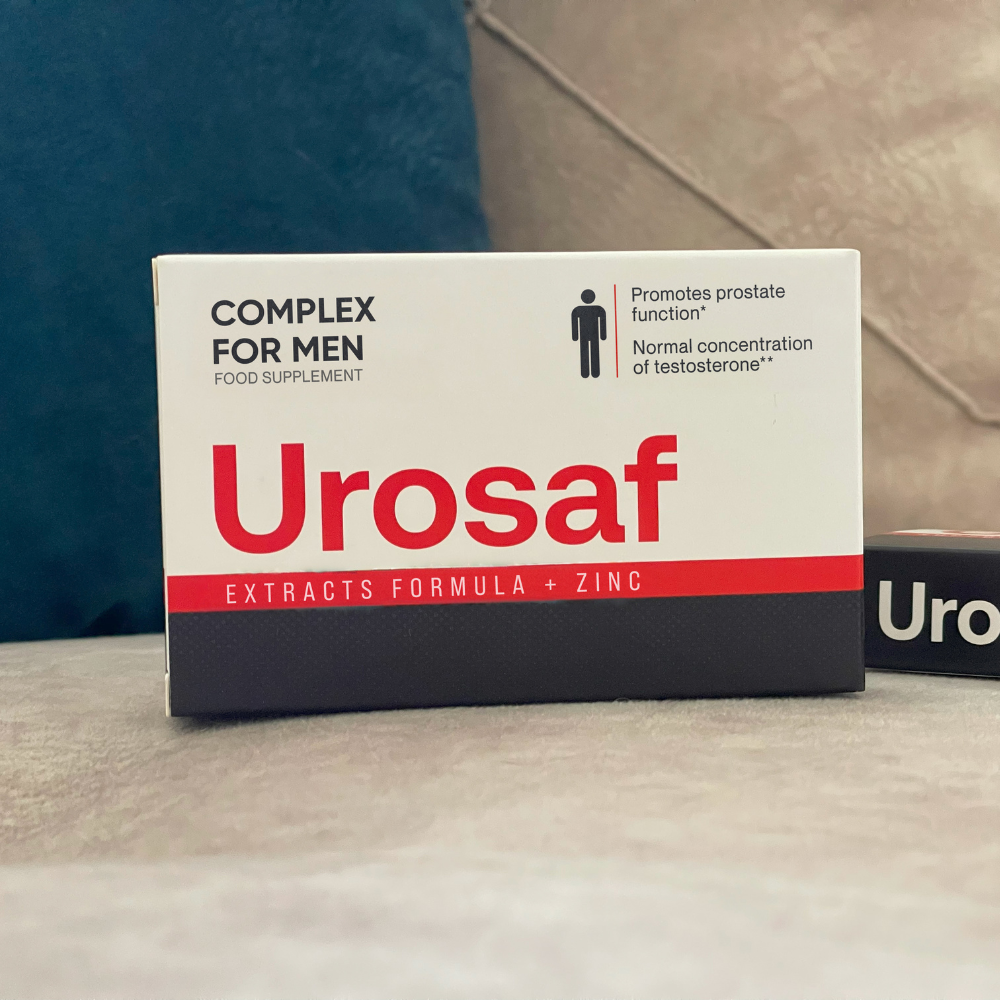 COMPLEX
FOR MEN
FOOD SUPPLEMENT
Promotes prostate
function*
Normal concentration
of testosterone**
Urosaf
EXTRACTS FORMULA + ZINC
Uro